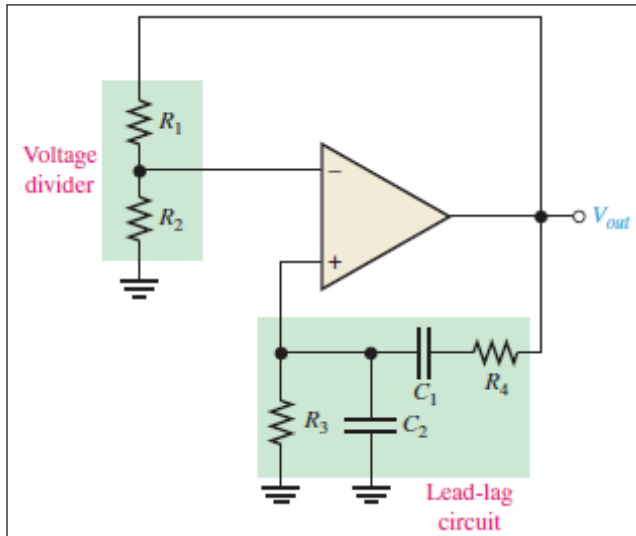 R1
Voltage
divider
R2
−
+
Vout
C1
R4
R3
C2
Lead-lag
circuit